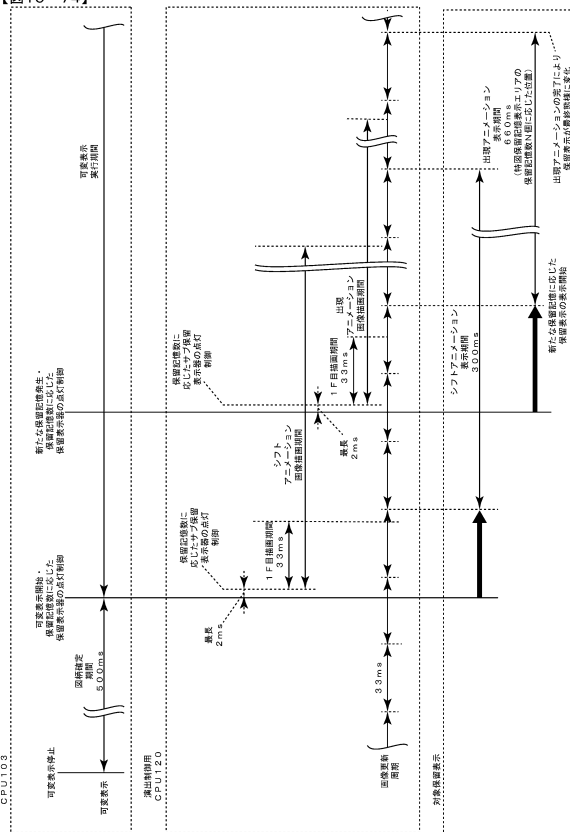 【図10-74】
CPU103
可変表示停止
可変表示
図柄確定
期間
500ms
可変表示開始・
保留記憶数に応じた
保留表示器の点灯制御
新たな保留記憶発生・
保留記憶数に応じた
保留表示器の点灯制御
可変表示
実行期間
演出制御用
CPU120
最長
2ms
保留記憶数に
応じたサブ保留
表示器の点灯
制御
1F目描画期間
33ms
シフト
アニメーション
画像描画期間
最長
2ms
保留記憶数に
応じたサブ保留
表示器の点灯
制御
1F目描画期間
33ms
出現
アニメーション
画像描画期間
画像更新
周期
33ms
対象保留表示
シフトアニメーション
表示期間
300ms
新たな保留記憶に応じた
保留表示の表示開始
出現アニメーション
表示期間
660ms
(特図保留記憶表示エリアの
保留記憶数N個に応じた位置)
出現アニメーションの完了により
保留表示が最終態様に変化